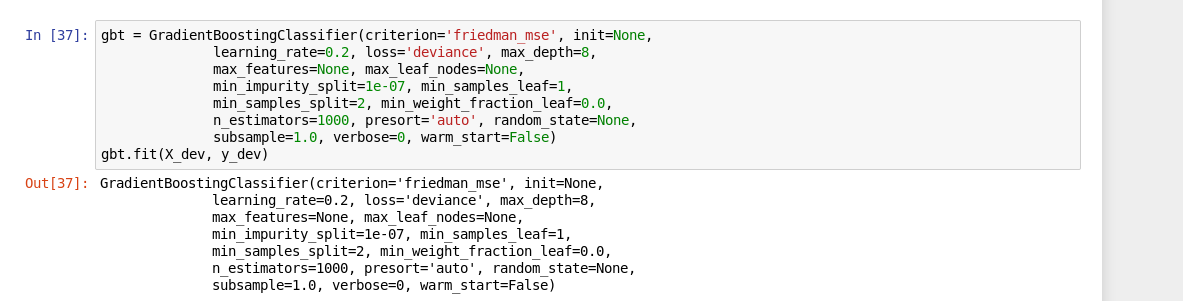 In [37]: gbt = GradientBoostingClassifier(criterion='friedman_mse', init=None,
learning_rate=0.2, loss='deviance', max_depth=8,
max_features=None, max_leaf_nodes=None,
min_impurity_split=1e-07, min_samples_leaf=1,
min_samples_split=2, min_weight_fraction_leaf=0.0,
n_estimators=1000, presort='auto', random_state=None,
subsample=1.0, verbose=0, warm_start=False)
gbt.fit(X_dev, y_dev)
Out[37]: GradientBoostingClassifier(criterion='friedman_mse', init=None,
learning_rate=0.2, loss='deviance', max_depth=8,
max_features=None, max_leaf_nodes=None,
min_impurity_split=1e-07, min_samples_leaf=1,
min_samples_split=2, min_weight_fraction_leaf=0.0,
n_estimators=1000, presort='auto', random_state=None,
subsample=1.0, verbose=0, warm_start=False)